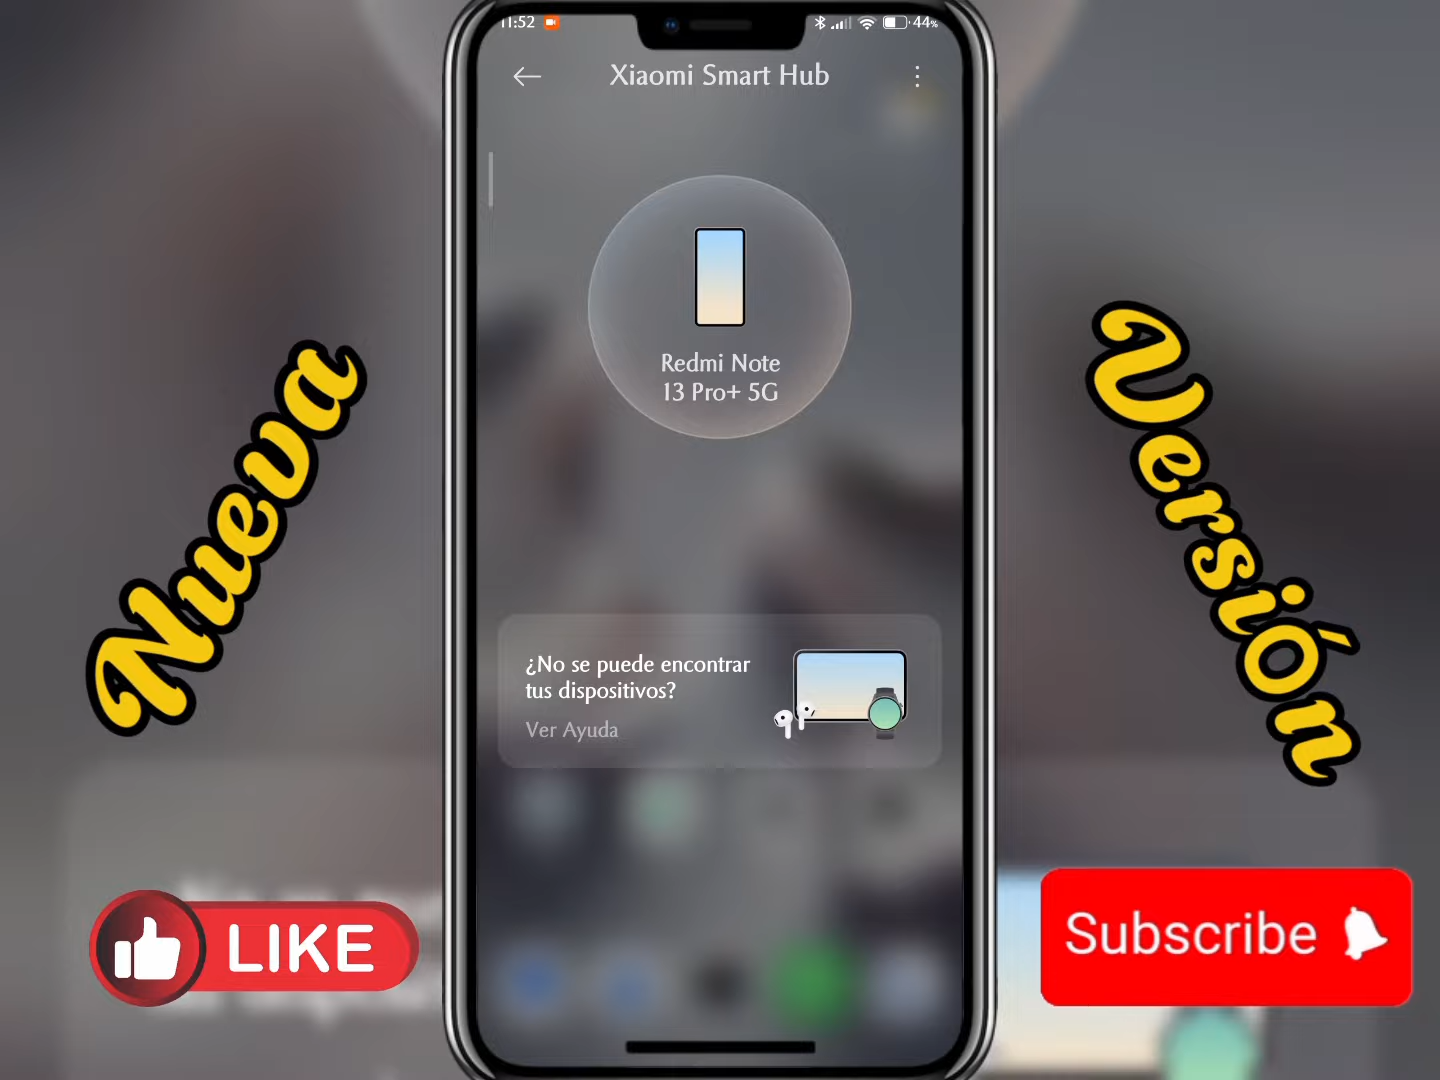 11:52
44%
Xiaomi Smart Hub
Redmi Note
13 Pro+ 5G
Nueva
Versión
¿No se puede encontrar
tus dispositivos?
Ver Ayuda
LIKE
Subscribe